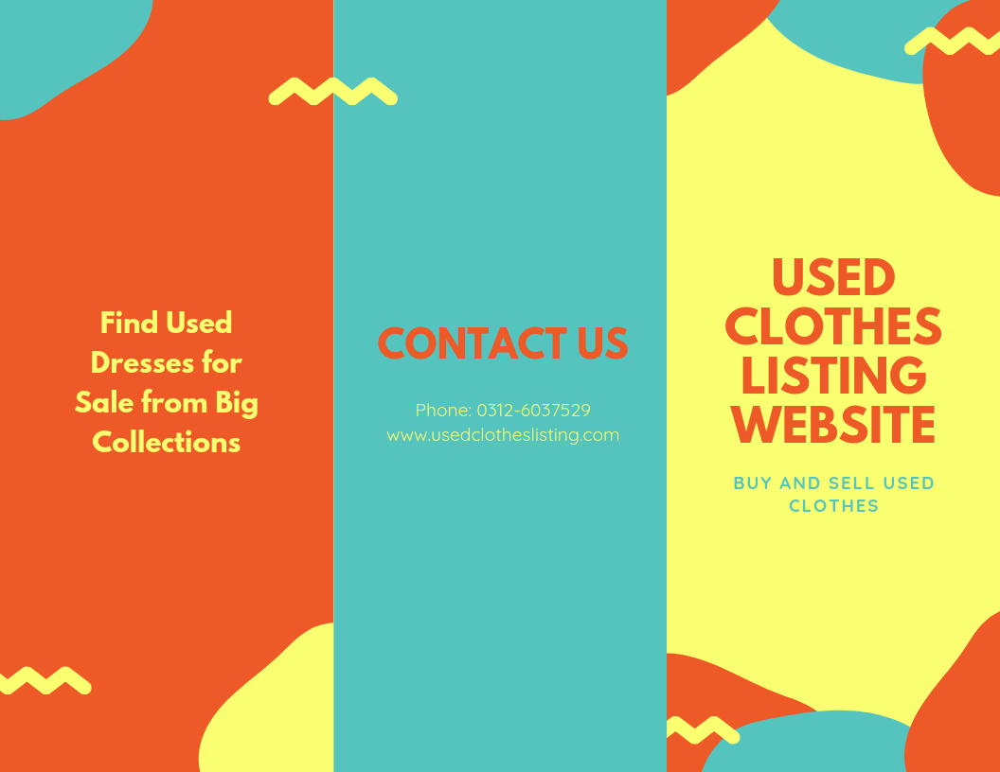 Find Used
Dresses for
Sale from Big
Collections
CONTACT US
Phone: 0312-6037529
www.usedclotheslisting.com
USED
CLOTHES
LISTING
WEBSITE
BUY AND SELL USED
CLOTHES